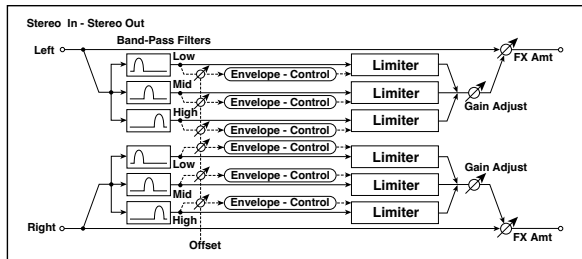 Stereo In - Stereo Out
Left
Band-Pass Filters
FX Amt
Low
Limiter
Envelope - Control
Mid
Limiter
Envelope - Control
Gain Adjust
High
Limiter
Envelope - Control
Envelope - Control
Limiter
Low
Gain Adjust
Envelope - Control
Limiter
Mid
Envelope - Control
Limiter
High
Right
FX Amt
Offset